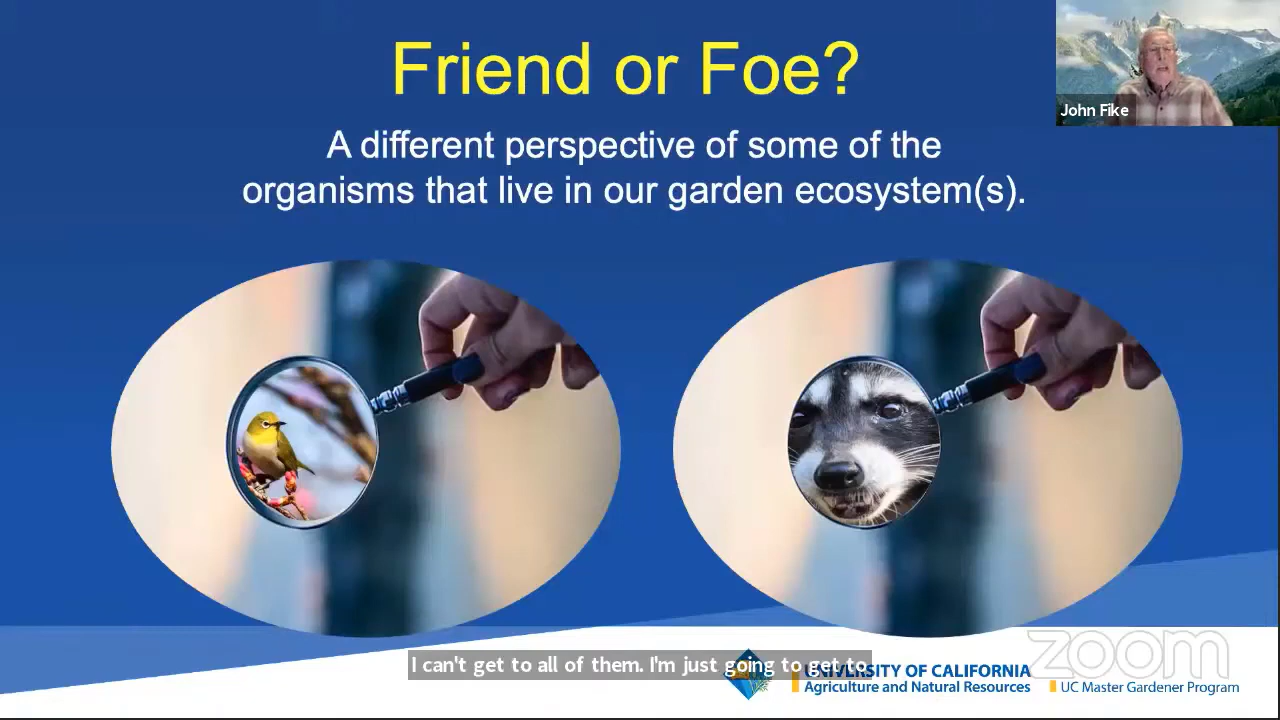 Friend or Foe?
A different perspective of some of the
organisms that live in our garden ecosystem(s).
John Fike
I can't get to all of them. I'm just going to get to
UNIVERSITY OF CALIFORNIA
Agriculture and Natural Resources
UC Master Gardener Program
zoom